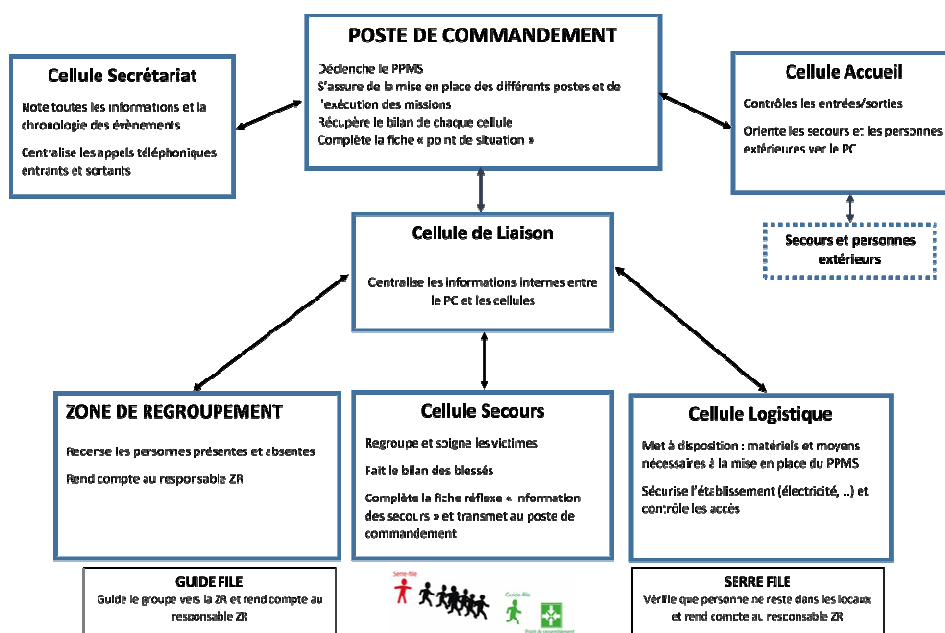 POSTE DE COMMANDEMENT
Déclenche le PPMS
S'assure de la mise en place des différents postes et de
l'exécution des missions
Récupère le bilan de chaque cellule
Complète la fiche « point de situation »
Cellule Secrétariat
Note toutes les informations et la
chronologie des évènements
Centralise les appels téléphoniques
entrants et sortants
Cellule Accueil
Contrôles les entrées/sorties
Oriente les secours et les personnes
extérieures ver le PC
Secours et personnes
extérieurs
Cellule de Liaison
Centralise les informations internes entre
le PC et les cellules
ZONE DE REGROUPEMENT
Recense les personnes présentes et absentes
Rend compte au responsable ZR
Cellule Secours
Regroupe et soigne les victimes
Fait le bilan des blessés
Complète la fiche réflexe « information
des secours » et transmet au poste de
commandement
Cellule Logistique
Met à disposition : matériels et moyens
nécessaires à la mise en place du PPMS
Sécurise l'établissement (électricité, ..) et
contrôle les accès
GUIDE FILE
Guide le groupe vers la ZR et rend compte au
responsable ZR
Serre-file
Guide-file
Point de rassemblement
SERRE FILE
Vérifie que personne ne reste dans les locaux
et rend compte au responsable ZR